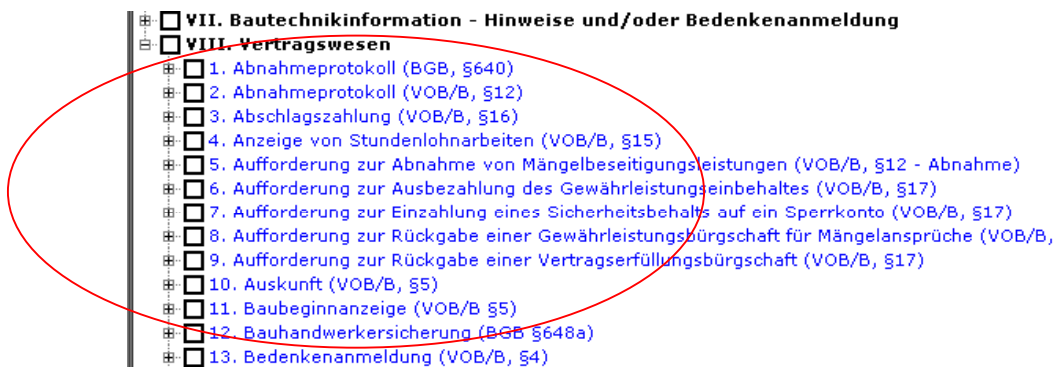 VII. Bautechnikinformation - Hinweise und/oder Bedenkenanmeldung
VIII. Vertragswesen
1. Abnahmeprotokoll (BGB, §640)
2. Abnahmeprotokoll (VOB/B, §12)
3. Abschlagszahlung (VOB/B, §16)
4. Anzeige von Stundenlohnarbeiten (VOB/B, §15)
5. Aufforderung zur Abnahme von Mängelbeseitigungsleistungen (VOB/B, §12 - Abnahme)
6. Aufforderung zur Ausbezahlung des Gewährleistungseinbehaltes (VOB/B, §17)
7. Aufforderung zur Einzahlung eines Sicherheitsbehalts auf ein Sperrkonto (VOB/B, §17)
8. Aufforderung zur Rückgabe einer Gewährleistungsbürgschaft für Mängelansprüche (VOB/B,
9. Aufforderung zur Rückgabe einer Vertragserfüllungsbürgschaft (VOB/B, §17)
10. Auskunft (VOB/B, §5)
11. Baubeginnanzeige (VOB/B §5)
12. Bauhandwerkersicherung (BGB §648a)
13. Bedenkenanmeldung (VOB/B, §4)